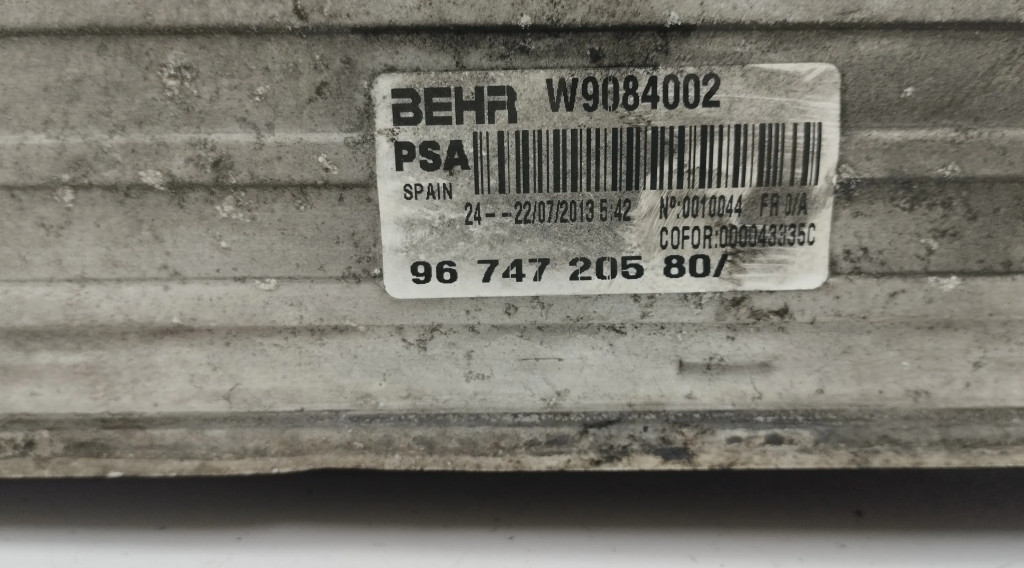 BEHR W9084002
PSA
SPAIN
24--22/07/2013 5:42 Nº:0010044 FR 0/A
COFOR:000043335C
96 747 205 80/